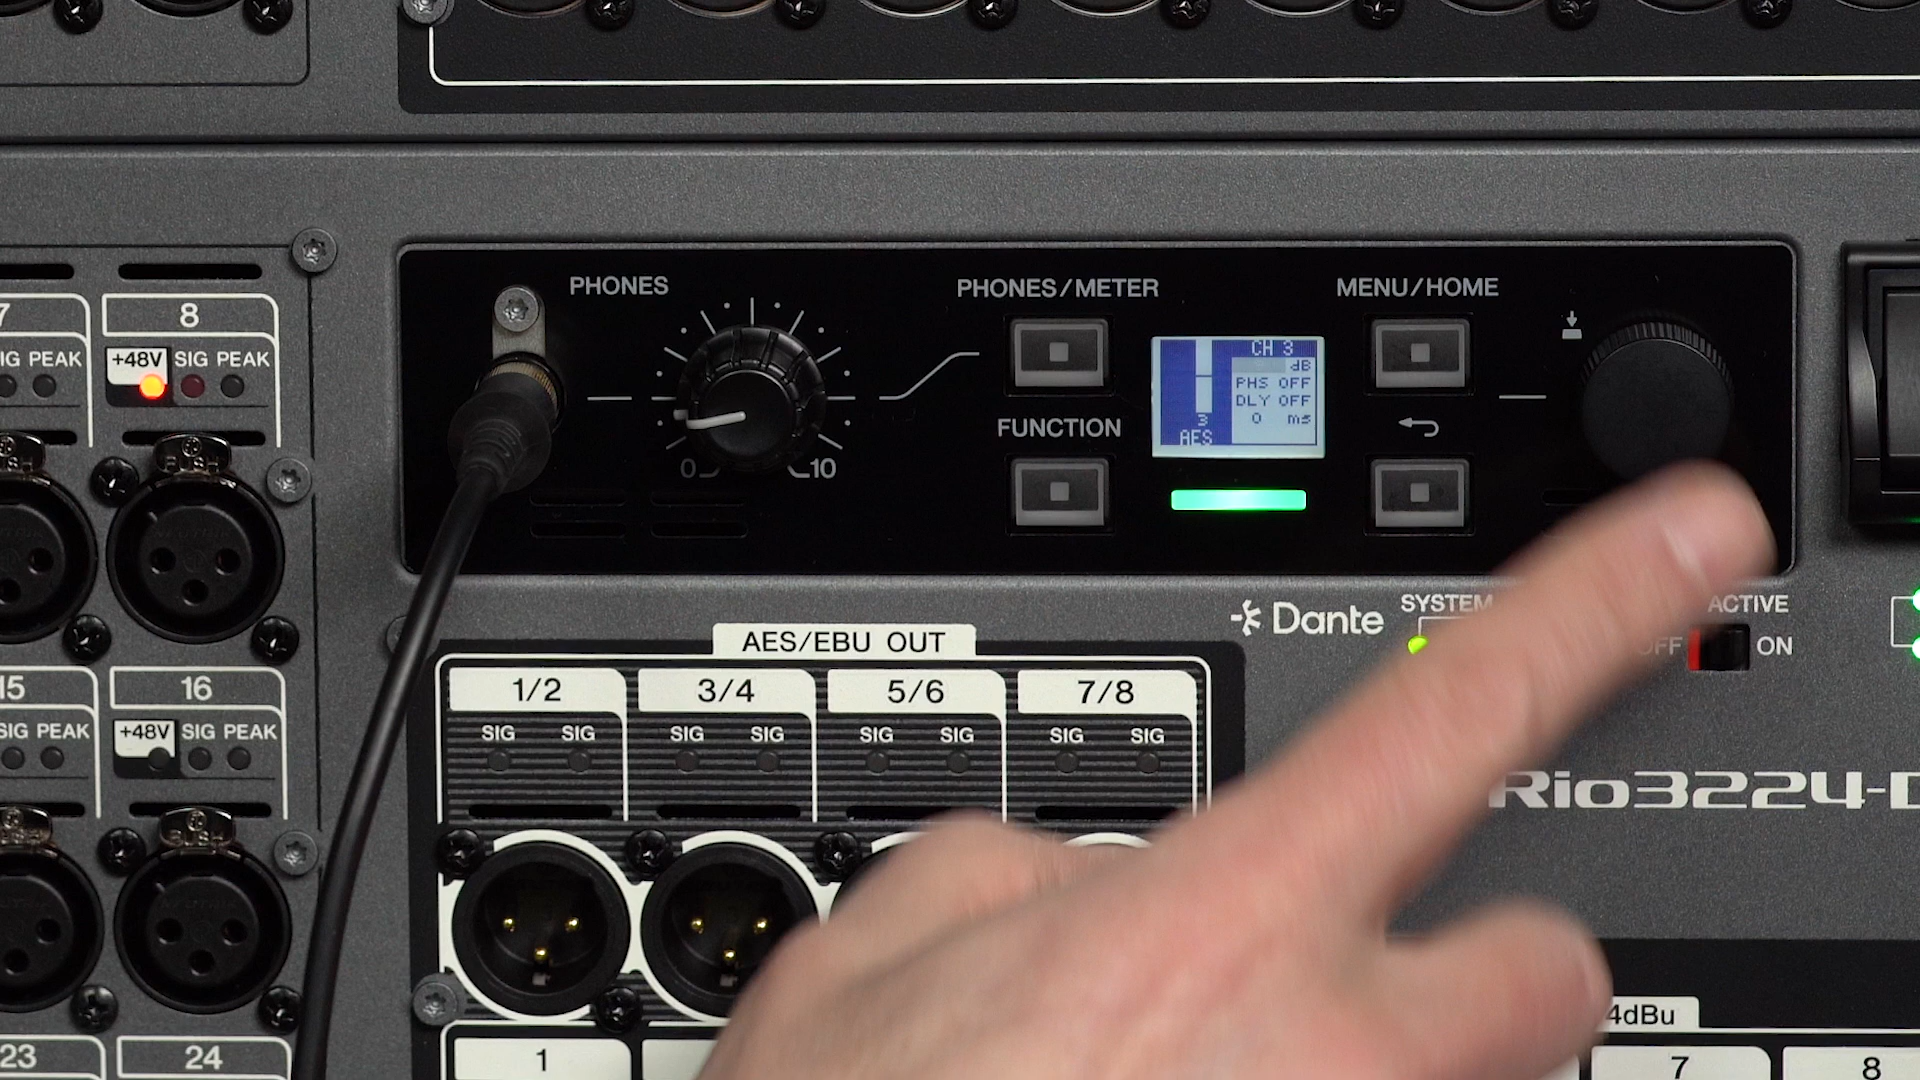 PHONES
0
10
PHONES/METER
FUNCTION
MENU/HOME
CH 3
dB
PHS OFF
DLY OFF
0 ms
3
AES
7
8
SIG PEAK
+48V SIG PEAK
15
16
SIG PEAK
+48V SIG PEAK
23
24
Dante
SYSTEM
ACTIVE
OFF
ON
AES/EBU OUT
1/2
3/4
5/6
7/8
SIG SIG
SIG SIG
SIG SIG
SIG SIG
Rio3224-D
4dBu
1
7
8